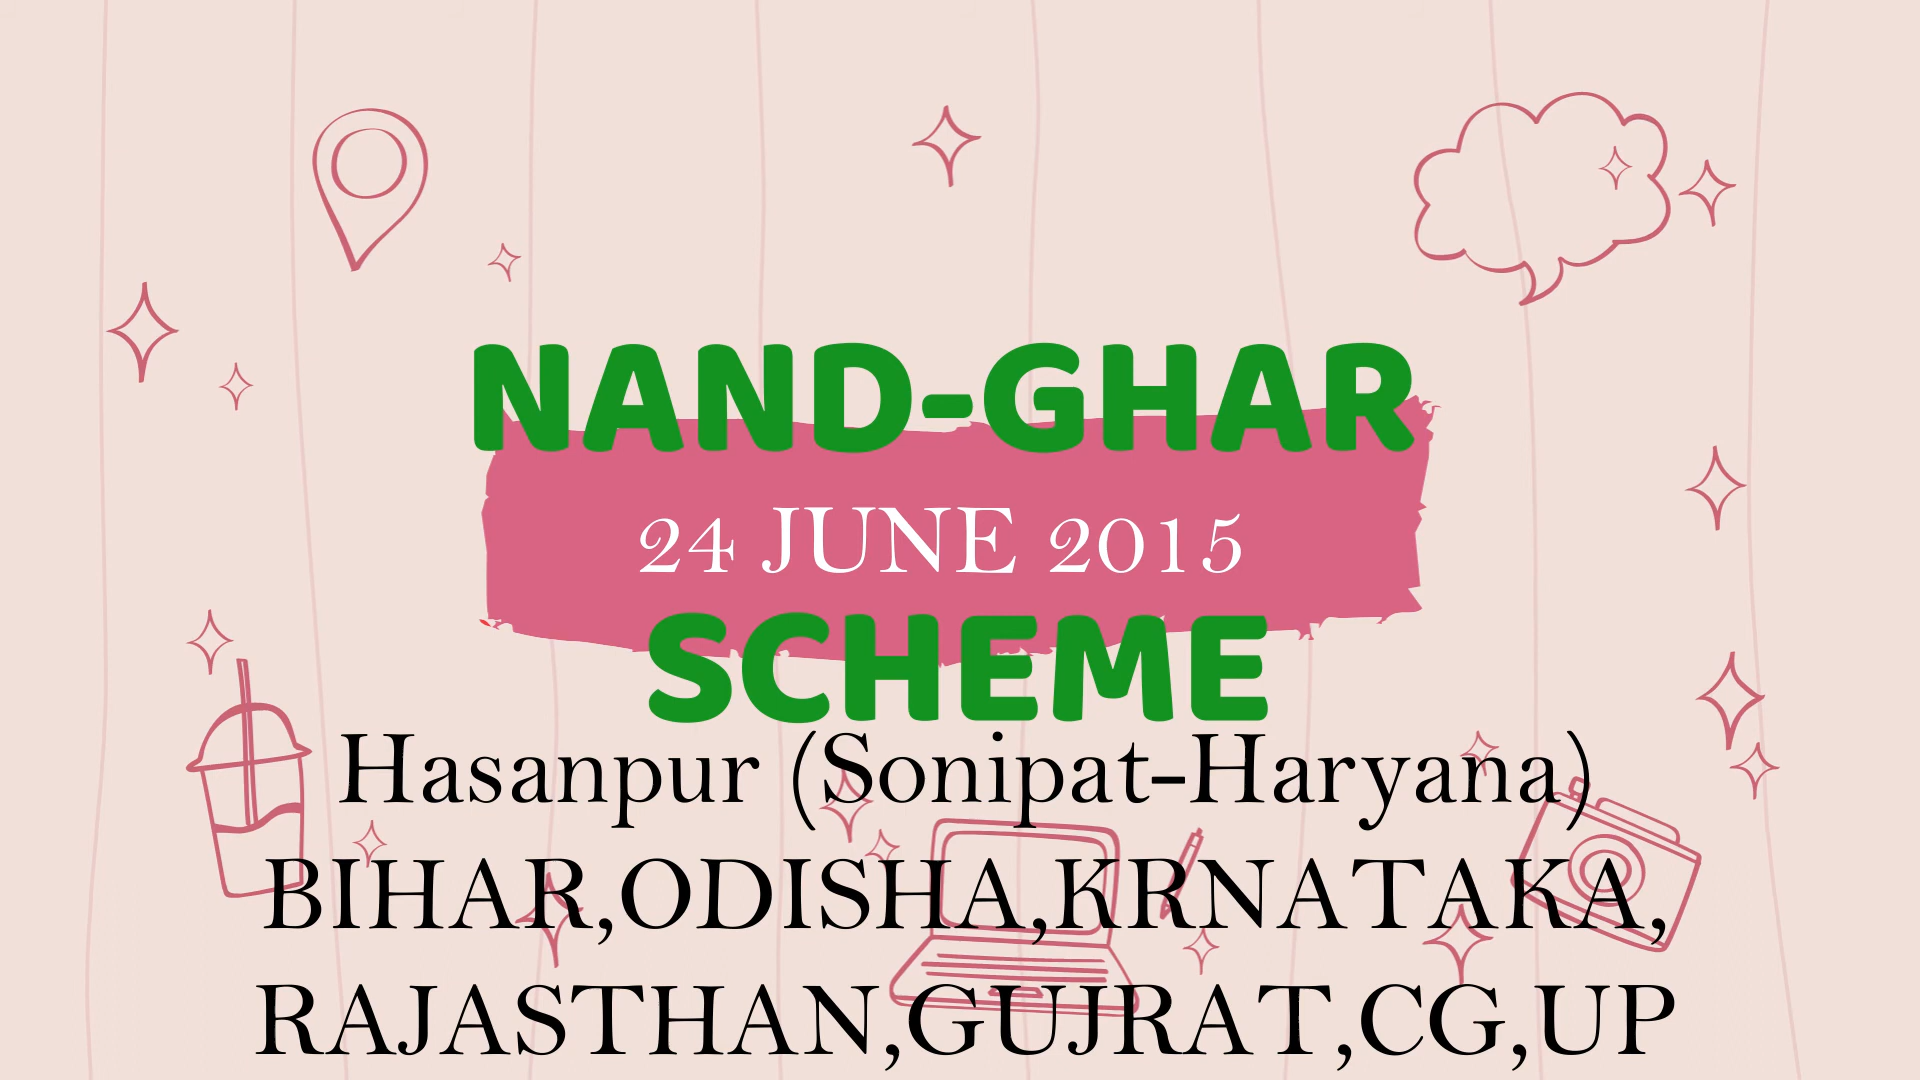 NAND-GHAR
24 JUNE 2015
SCHEME
Hasanpur (Sonipat-Haryana)
BIHAR,ODISHA,KRNATAKA,
RAJASTHAN,GUJRAT,CG,UP